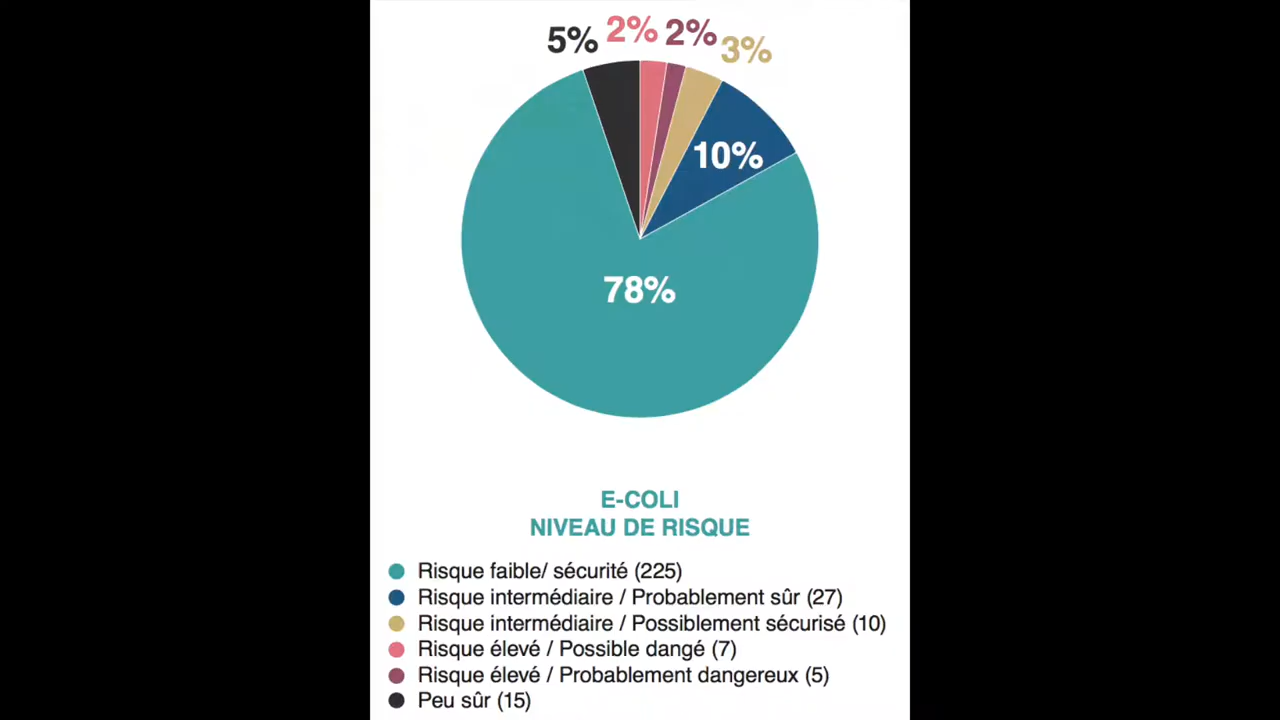 5% 2% 2% 3%
10%
78%
E-COLI
NIVEAU DE RISQUE
Risque faible/ sécurité (225)
Risque intermédiaire / Probablement sûr (27)
Risque intermédiaire / Possiblement sécurisé (10)
Risque élevé / Possible dangé (7)
Risque élevé / Probablement dangereux (5)
Peu sûr (15)